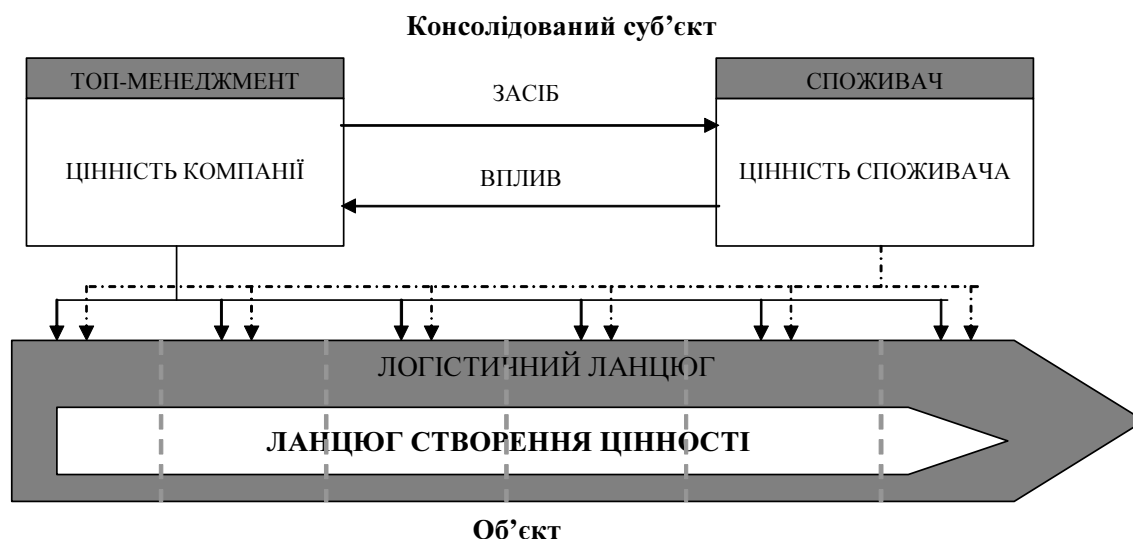 Консолідований суб’єкт
ТОП-МЕНЕДЖМЕНТ
СПОЖИВАЧ
ЗАСІБ
ЦІННІСТЬ КОМПАНІЇ
ЦІННІСТЬ СПОЖИВАЧА
ВПЛИВ
ЛОГІСТИЧНИЙ ЛАНЦЮГ
ЛАНЦЮГ СТВОРЕННЯ ЦІННОСТІ
Об’єкт